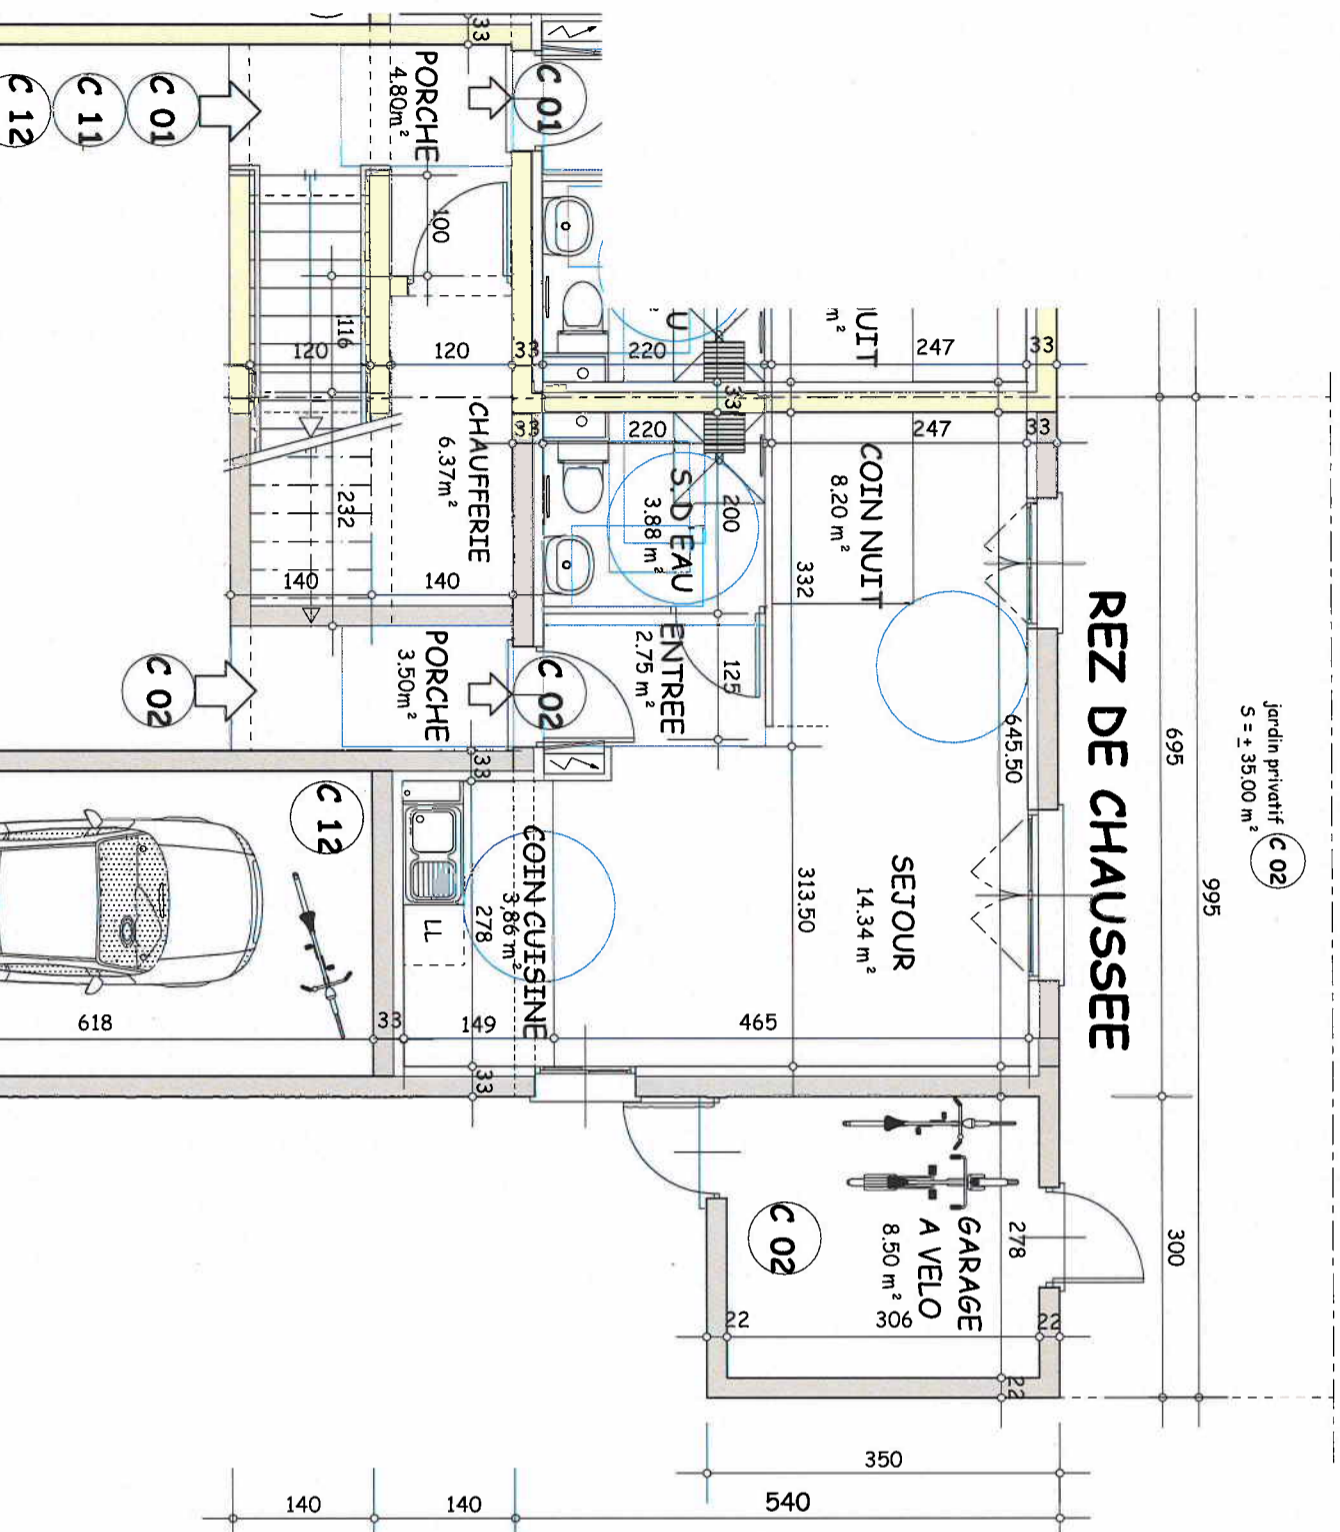 REZ DE CHAUSSEE
jardin privatif C 02
S = ± 35.00 m²
695
995
300
33
247
UIT
m²
247
33
COIN NUIT
8.20 m²
332
645.50
SEJOUR
14.34 m²
313.50
465
GARAGE
A VELO
8.50 m²
278
306
22
22
22
C 02
350
540
140
140
U
220
33
220
S. D'EAU
3.88 m²
200
ENTREE
2.75 m²
125
COIN CUISINE
3,86 m²
278
149
LL
33
33
33
618
C 12
C 01
PORCHE
4.80m²
33
100
C 01
C 11
C 12
116
120
120
33
33
CHAUFFERIE
6.37m²
232
140
140
C 02
PORCHE
3.50m²
C 02